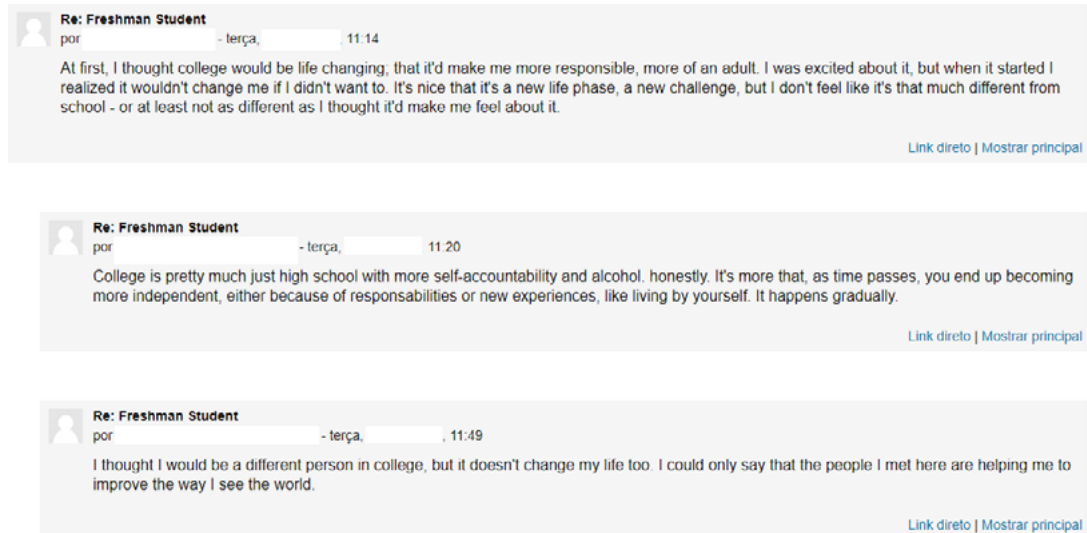 Re: Freshman Student
por - terça, , 11:14
At first, I thought college would be life changing; that it'd make me more responsible, more of an adult. I was excited about it, but when it started I
realized it wouldn't change me if I didn't want to. It's nice that it's a new life phase, a new challenge, but I don't feel like it's that much different from
school - or at least not as different as I thought it'd make me feel about it.
Link direto | Mostrar principal
Re: Freshman Student
por - terça, 11:20
College is pretty much just high school with more self-accountability and alcohol. honestly. It's more that, as time passes, you end up becoming
more independent, either because of responsabilities or new experiences, like living by yourself. It happens gradually.
Link direto | Mostrar principal
Re: Freshman Student
por - terça, , 11:49
I thought I would be a different person in college, but it doesn't change my life too. I could only say that the people I met here are helping me to
improve the way I see the world.
Link direto | Mostrar principal